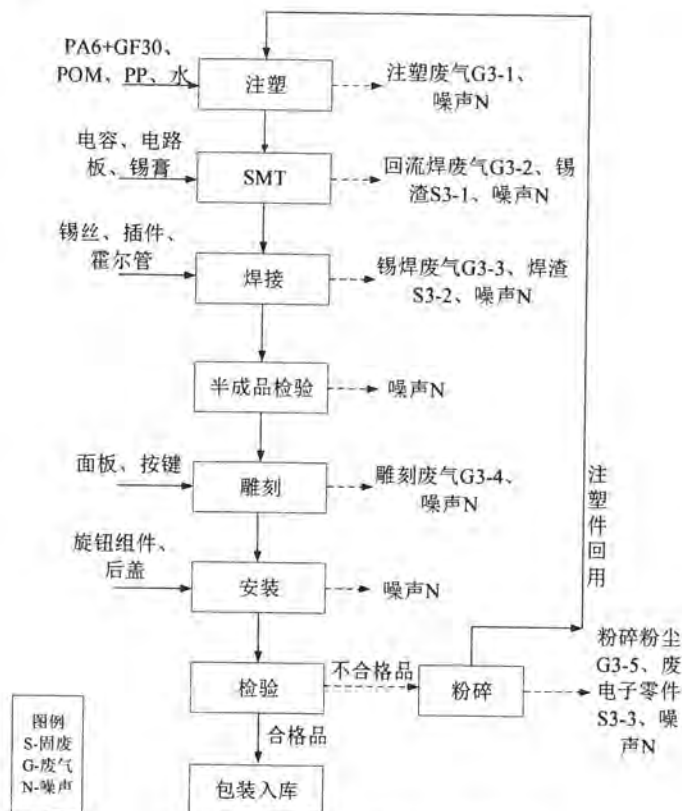 PA6+GF30、
POM、PP、水
注塑
注塑废气G3-1、
噪声N
电容、电路
板、锡膏
SMT
回流焊废气G3-2、锡
渣S3-1、噪声N
锡丝、插件、
霍尔管
焊接
锡焊废气G3-3、焊渣
S3-2、噪声N
半成品检验
噪声N
面板、按键
雕刻
雕刻废气G3-4、
噪声N
注塑件回用
旋钮组件、
后盖
安装
噪声N
检验
不合格品
粉碎
粉碎粉尘
G3-5、废
电子零件
S3-3、噪
声N
合格品
包装入库
图例
S-固废
G-废气
N-噪声